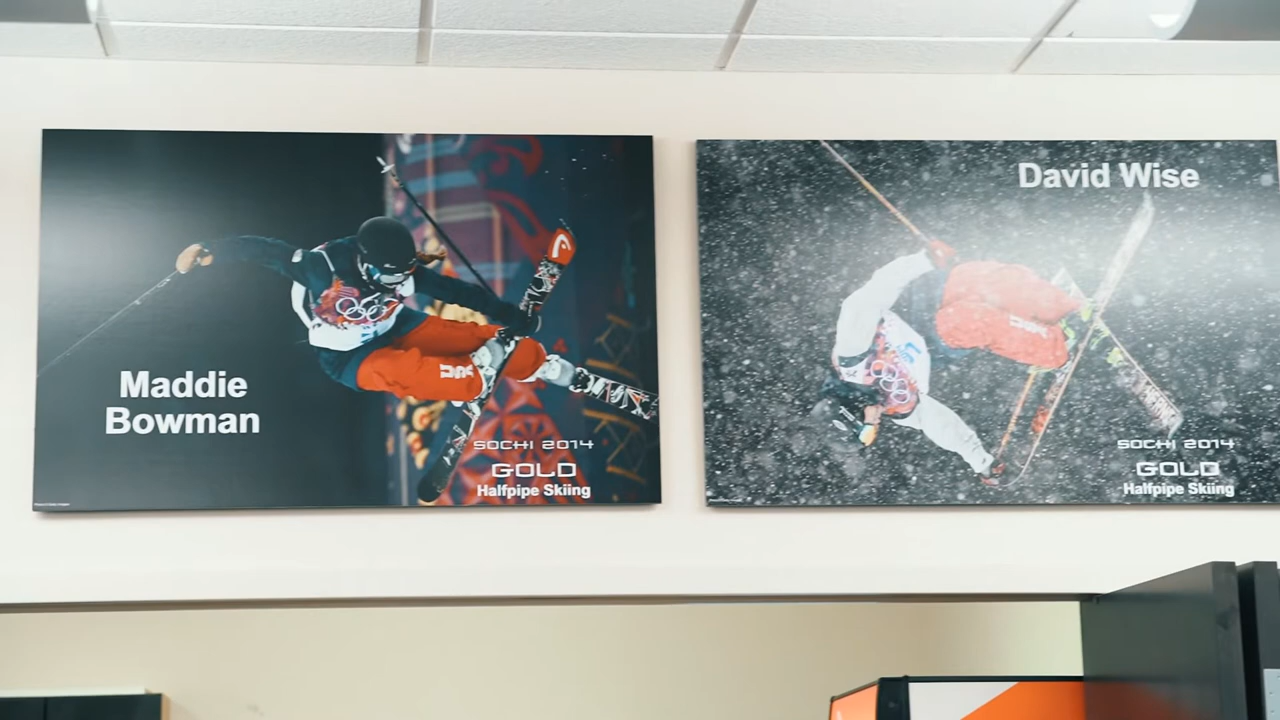 Maddie
Bowman
SOCHI 2014
GOLD
Halfpipe Skiing
David Wise
SOCHI 2014
GOLD
Halfpipe Skiing